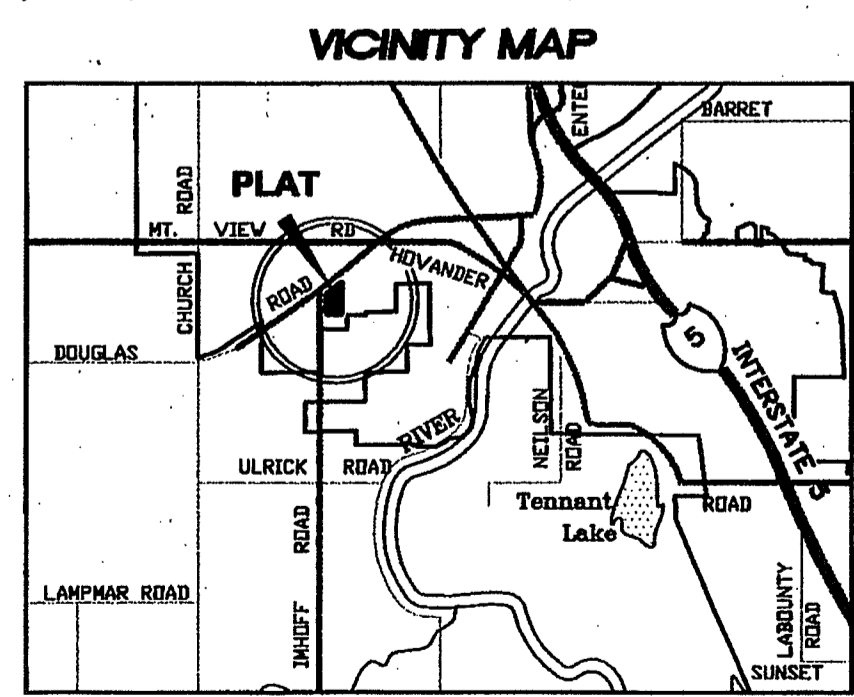 VICINITY MAP
BARRET
ENTE
ROAD
PLAT
MT. VIEW RD
HOVANDER
ROAD
CHURCH
5
DOUGLAS
INTERSTATE 5
RIVER
NEILSON
ROAD
ULRICK ROAD
Tennant
Lake
ROAD
ROAD
LAMPMAR ROAD
IMHOFF
LABOUNTY
ROAD
SUNSET